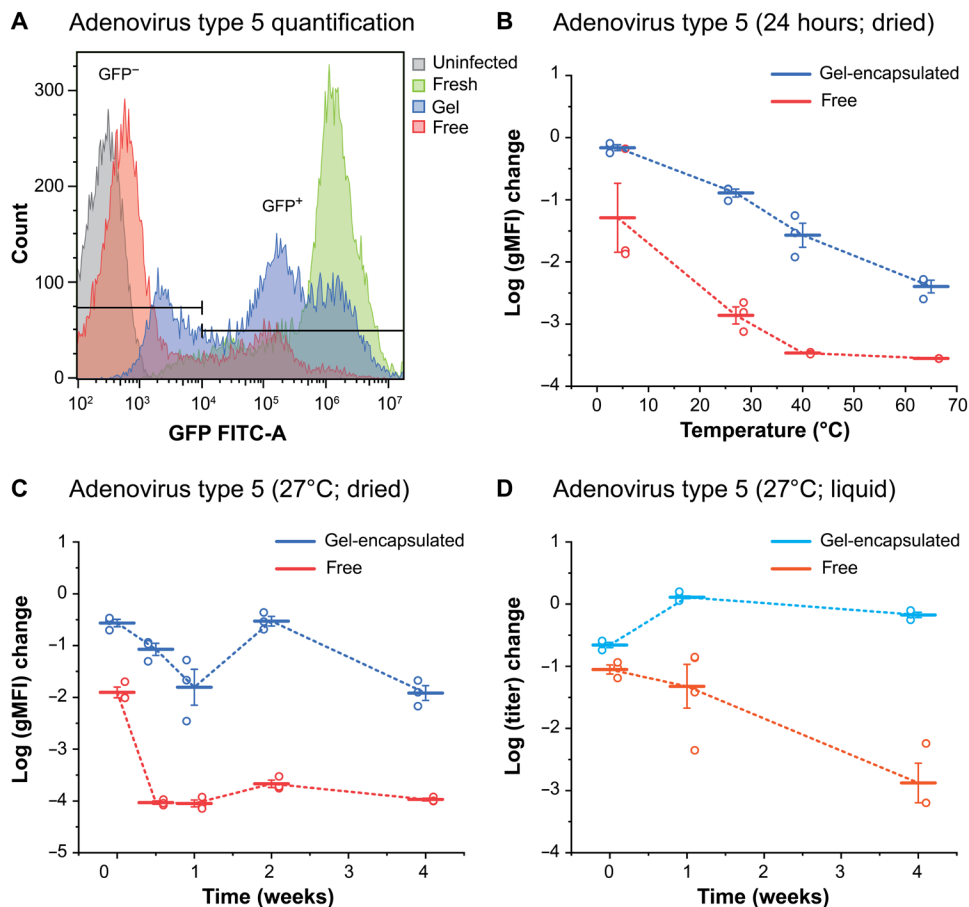 A Adenovirus type 5 quantification
GFP⁻
GFP⁺
Uninfected
Fresh
Gel
Free
Count
300
200
100
0
10² 10³ 10⁴ 10⁵ 10⁶ 10⁷
GFP FITC-A
B Adenovirus type 5 (24 hours; dried)
Gel-encapsulated
Free
Log (gMFI) change
1
0
−1
−2
−3
−4
0 10 20 30 40 50 60 70
Temperature (°C)
C Adenovirus type 5 (27°C; dried)
Gel-encapsulated
Free
Log (gMFI) change
1
0
−1
−2
−3
−4
−5
0 1 2 3 4
Time (weeks)
D Adenovirus type 5 (27°C; liquid)
Gel-encapsulated
Free
Log (titer) change
1
0
−1
−2
−3
−4
0 1 2 3 4
Time (weeks)